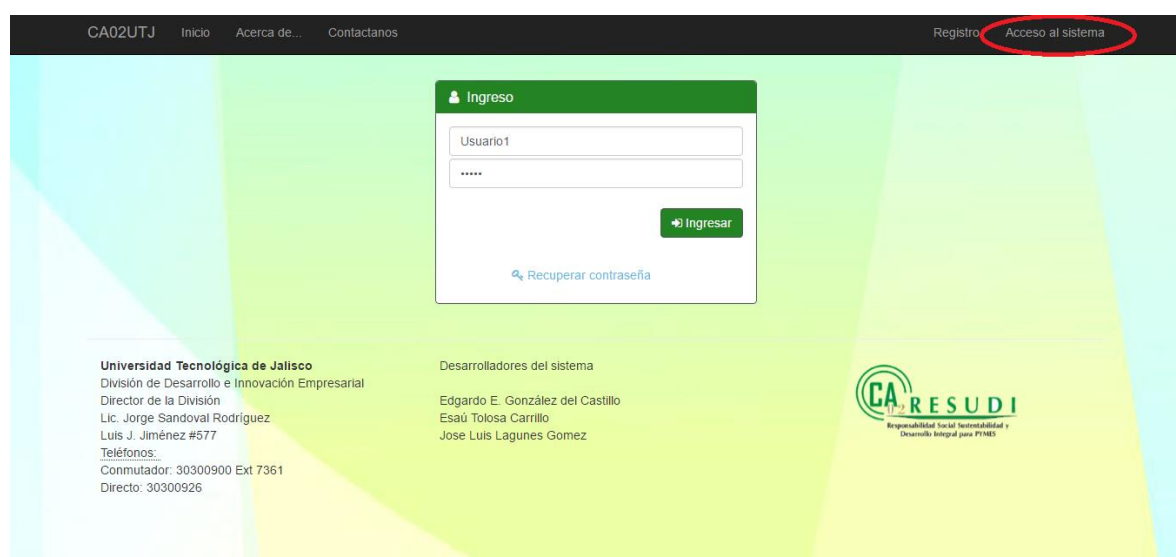 CA02UTJ Inicio Acerca de... Contactanos Registro Acceso al sistema
Ingreso
Usuario1
•••••
Ingresar
Recuperar contraseña
Universidad Tecnológica de Jalisco
División de Desarrollo e Innovación Empresarial
Director de la División
Lic. Jorge Sandoval Rodríguez
Luis J. Jiménez #577
Teléfonos:
Conmutador: 30300900 Ext 7361
Directo: 30300926
Desarrolladores del sistema
Edgardo E. González del Castillo
Esaú Tolosa Carrillo
Jose Luis Lagunes Gomez
CA02 RESUDI
Responsabilidad Social Sustentabilidad y
Desarrollo Integral para PYMES